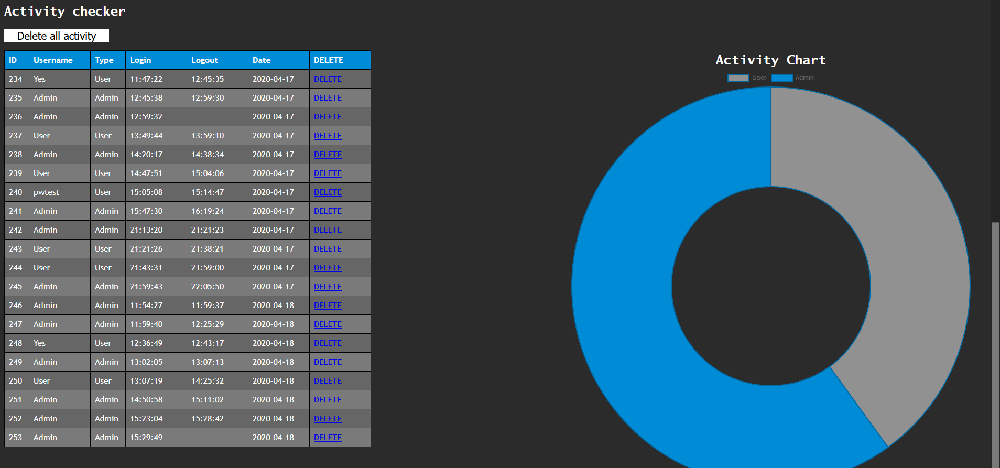 Activity checker
Delete all activity
ID Username Type Login Logout Date DELETE
234 Yes User 11:47:22 12:45:35 2020-04-17 DELETE
235 Admin Admin 12:45:38 12:59:30 2020-04-17 DELETE
236 Admin Admin 12:59:32 2020-04-17 DELETE
237 User User 13:49:44 13:59:10 2020-04-17 DELETE
238 Admin Admin 14:20:17 14:38:34 2020-04-17 DELETE
239 User User 14:47:51 15:04:06 2020-04-17 DELETE
240 pwtest User 15:05:08 15:14:47 2020-04-17 DELETE
241 Admin Admin 15:47:30 16:19:24 2020-04-17 DELETE
242 Admin Admin 21:13:20 21:21:23 2020-04-17 DELETE
243 User User 21:21:26 21:38:21 2020-04-17 DELETE
244 User User 21:43:31 21:59:00 2020-04-17 DELETE
245 Admin Admin 21:59:43 22:05:50 2020-04-17 DELETE
246 Admin Admin 11:54:27 11:59:37 2020-04-18 DELETE
247 Admin Admin 11:59:40 12:25:29 2020-04-18 DELETE
248 Yes User 12:36:49 12:43:17 2020-04-18 DELETE
249 Admin Admin 13:02:05 13:07:13 2020-04-18 DELETE
250 User User 13:07:19 14:25:32 2020-04-18 DELETE
251 Admin Admin 14:50:58 15:11:02 2020-04-18 DELETE
252 Admin Admin 15:23:04 15:28:42 2020-04-18 DELETE
253 Admin Admin 15:29:49 2020-04-18 DELETE
Activity Chart
User Admin